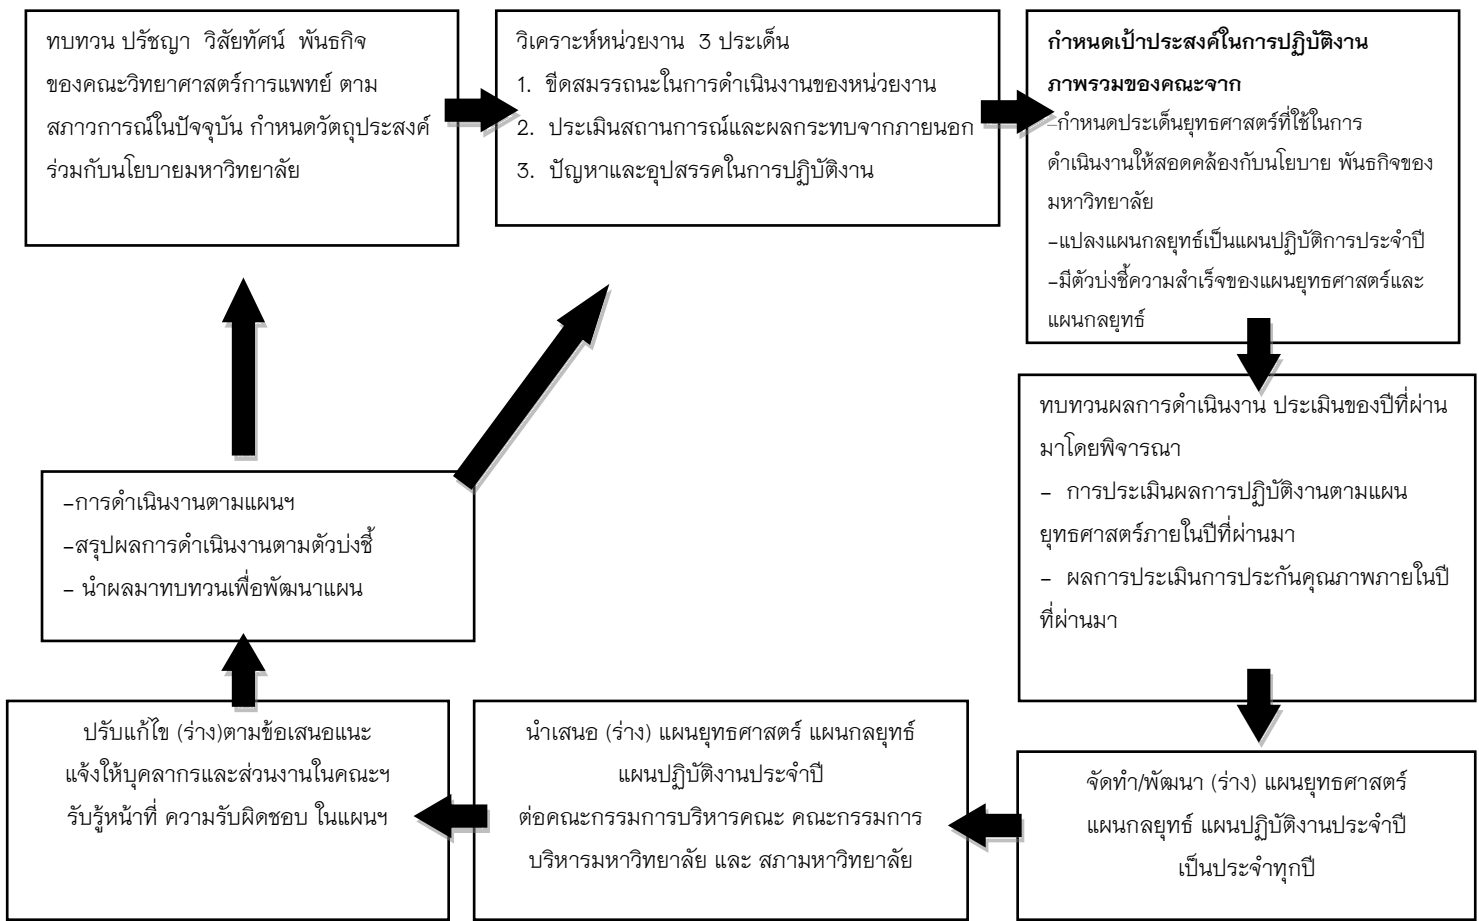 ทบทวน ปรัชญา วิสัยทัศน์ พันธกิจ
ของคณะวิทยาศาสตร์การแพทย์ ตาม
สภาวการณ์ในปัจจุบัน กำหนดวัตถุประสงค์
ร่วมกับนโยบายมหาวิทยาลัย
วิเคราะห์หน่วยงาน 3 ประเด็น
1. ขีดสมรรถนะในการดำเนินงานของหน่วยงาน
2. ประเมินสถานการณ์และผลกระทบจากภายนอก
3. ปัญหาและอุปสรรคในการปฏิบัติงาน
กำหนดเป้าประสงค์ในการปฏิบัติงาน
ภาพรวมของคณะจาก
-กำหนดประเด็นยุทธศาสตร์ที่ใช้ในการ
ดำเนินงานให้สอดคล้องกับนโยบาย พันธกิจของ
มหาวิทยาลัย
-แปลงแผนกลยุทธ์เป็นแผนปฏิบัติการประจำปี
-มีตัวบ่งชี้ความสำเร็จของแผนยุทธศาสตร์และ
แผนกลยุทธ์
ทบทวนผลการดำเนินงาน ประเมินของปีที่ผ่าน
มาโดยพิจารณา
- การประเมินผลการปฏิบัติงานตามแผน
ยุทธศาสตร์ภายในปีที่ผ่านมา
- ผลการประเมินการประกันคุณภาพภายในปี
ที่ผ่านมา
จัดทำ/พัฒนา (ร่าง) แผนยุทธศาสตร์
แผนกลยุทธ์ แผนปฏิบัติงานประจำปี
เป็นประจำทุกปี
นำเสนอ (ร่าง) แผนยุทธศาสตร์ แผนกลยุทธ์
แผนปฏิบัติงานประจำปี
ต่อคณะกรรมการบริหารคณะ คณะกรรมการ
บริหารมหาวิทยาลัย และ สภามหาวิทยาลัย
ปรับแก้ไข (ร่าง)ตามข้อเสนอแนะ
แจ้งให้บุคลากรและส่วนงานในคณะฯ
รับรู้หน้าที่ ความรับผิดชอบ ในแผนฯ
-การดำเนินงานตามแผนฯ
-สรุปผลการดำเนินงานตามตัวบ่งชี้
- นำผลมาทบทวนเพื่อพัฒนาแผน